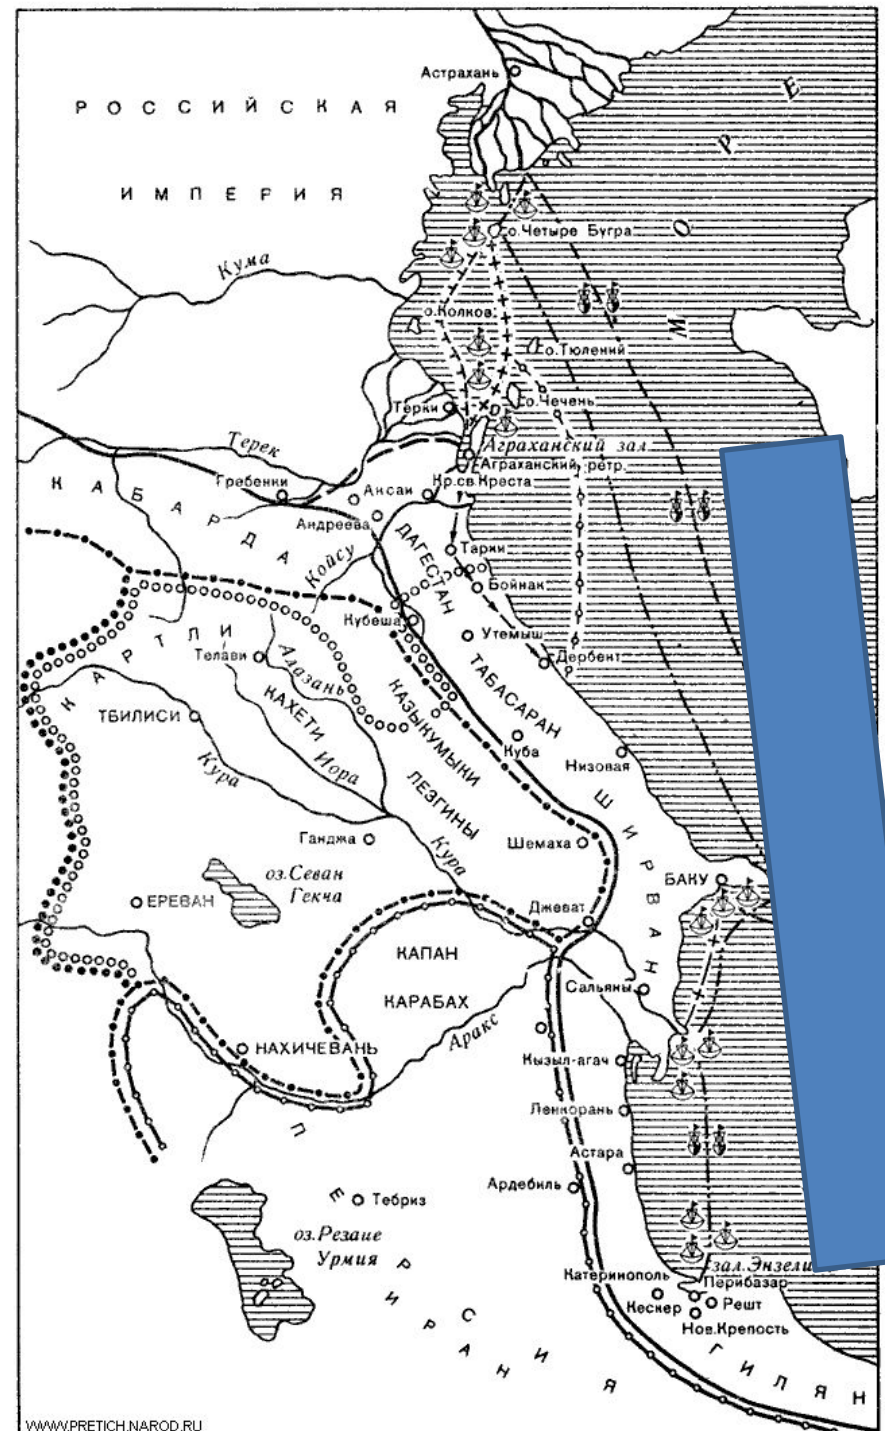 Астрахань
РОССИЙСКАЯ
ИМПЕРИЯ
МОРЕ
о.Четыре Бугра
Кума
о.Колков
о.Тюлений
о.Чечень
Терки
Терек
Аграханский зал.
Аграханский ретр.
Гребенки
Аксаи
Кр.св.Креста
КАБАРДА
Андреева
ДАГЕСТАН
Тарки
Койсу
Бойнак
Кубеша
Утемыш
КАРТЛИ
Телави
Алазань
Дербент
ТАБАСАРАН
КАХЕТИ
КАЗЫКУМЫКИ
ТБИЛИСИ
Куба
Низовая
Кура
Иора
ЛЕЗГИНЫ
ШИРВАН
Ганджа
Кура
Шемаха
оз.Севан
Гекча
БАКУ
ЕРЕВАН
Джеват
КАПАН
Сальяны
КАРАБАХ
Аракс
НАХИЧЕВАНЬ
Кызыл-агач
Ленкорань
Астара
ПЕРСИЯ
Ардебиль
Тебриз
оз.Резаие
Урмия
ИРАН
зал.Энзели
Катеринополь
Перибазар
Кескер
Решт
Нов.Крепость
ГИЛЯН
WWW.PRETICH.NAROD.RU